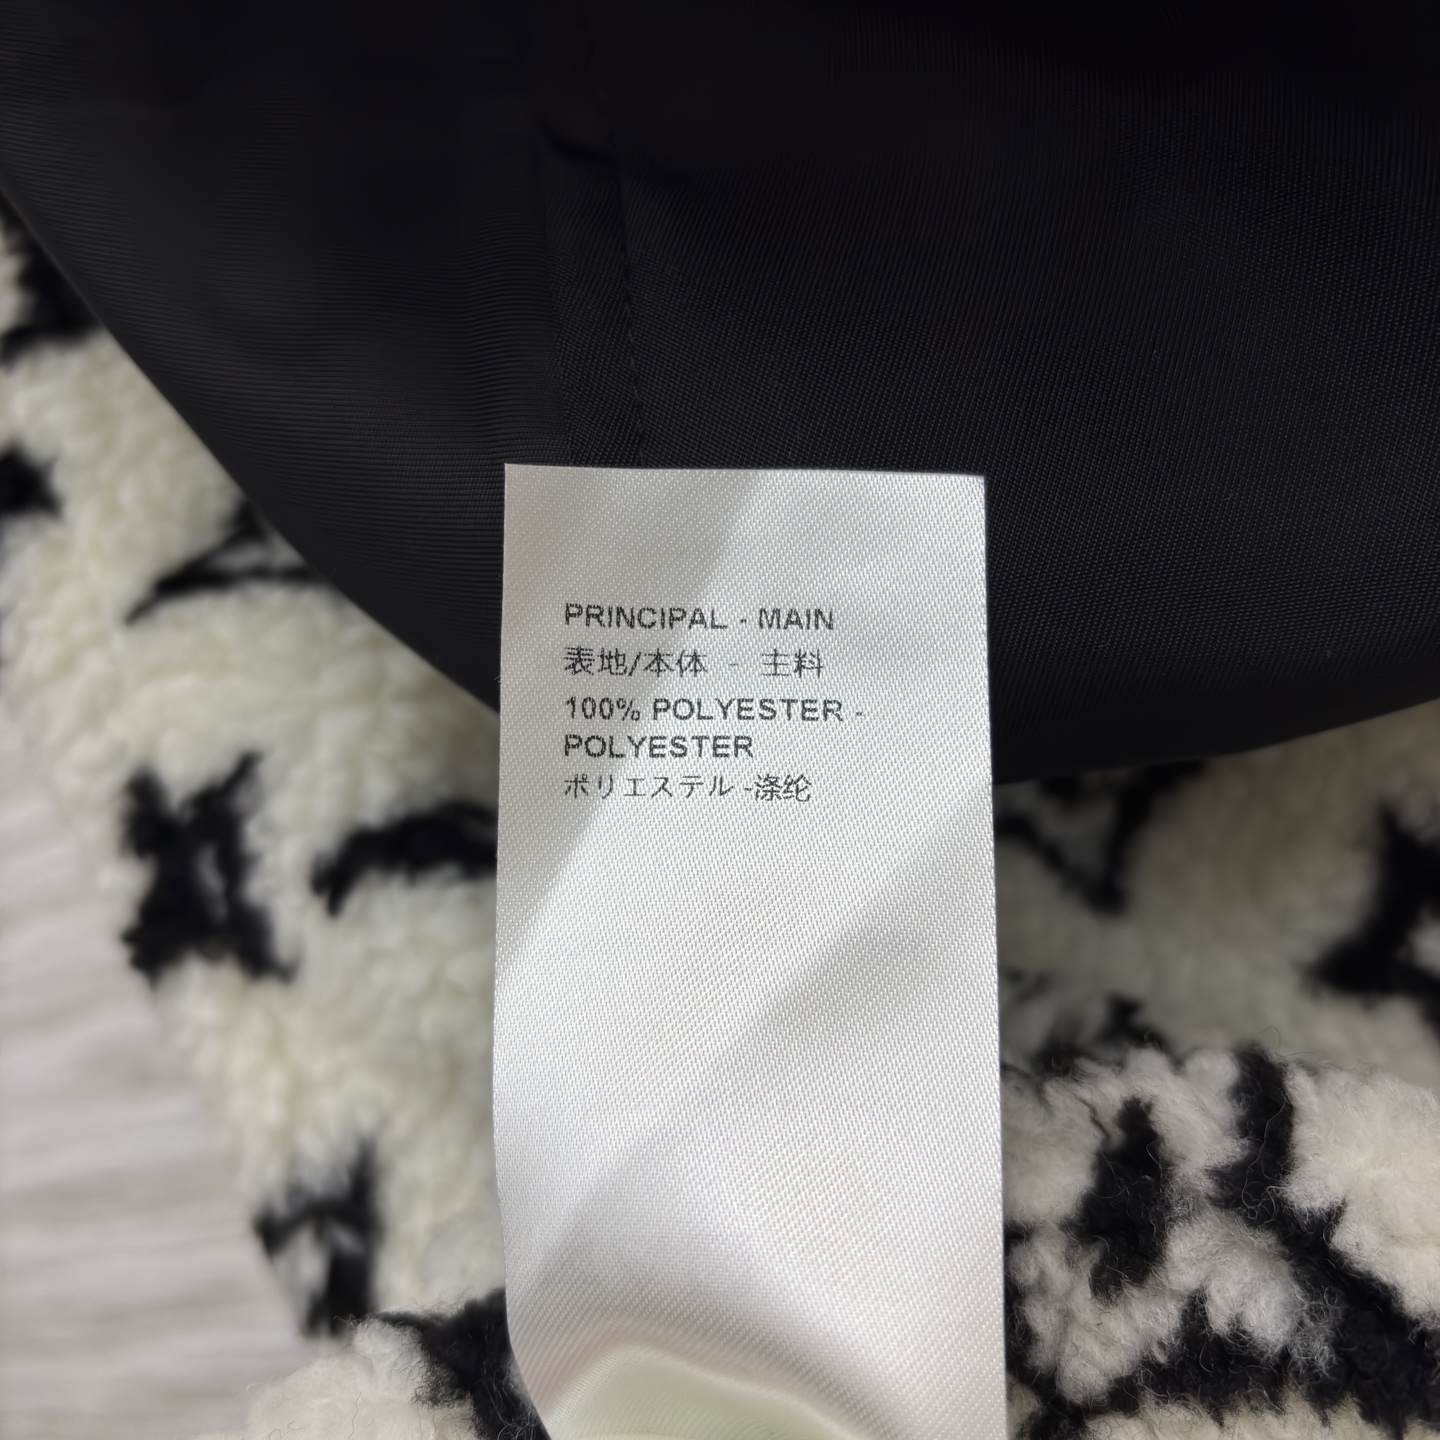 PRINCIPAL - MAIN
表地/本体 - 主料
100% POLYESTER -
POLYESTER
ポリエステル -涤纶